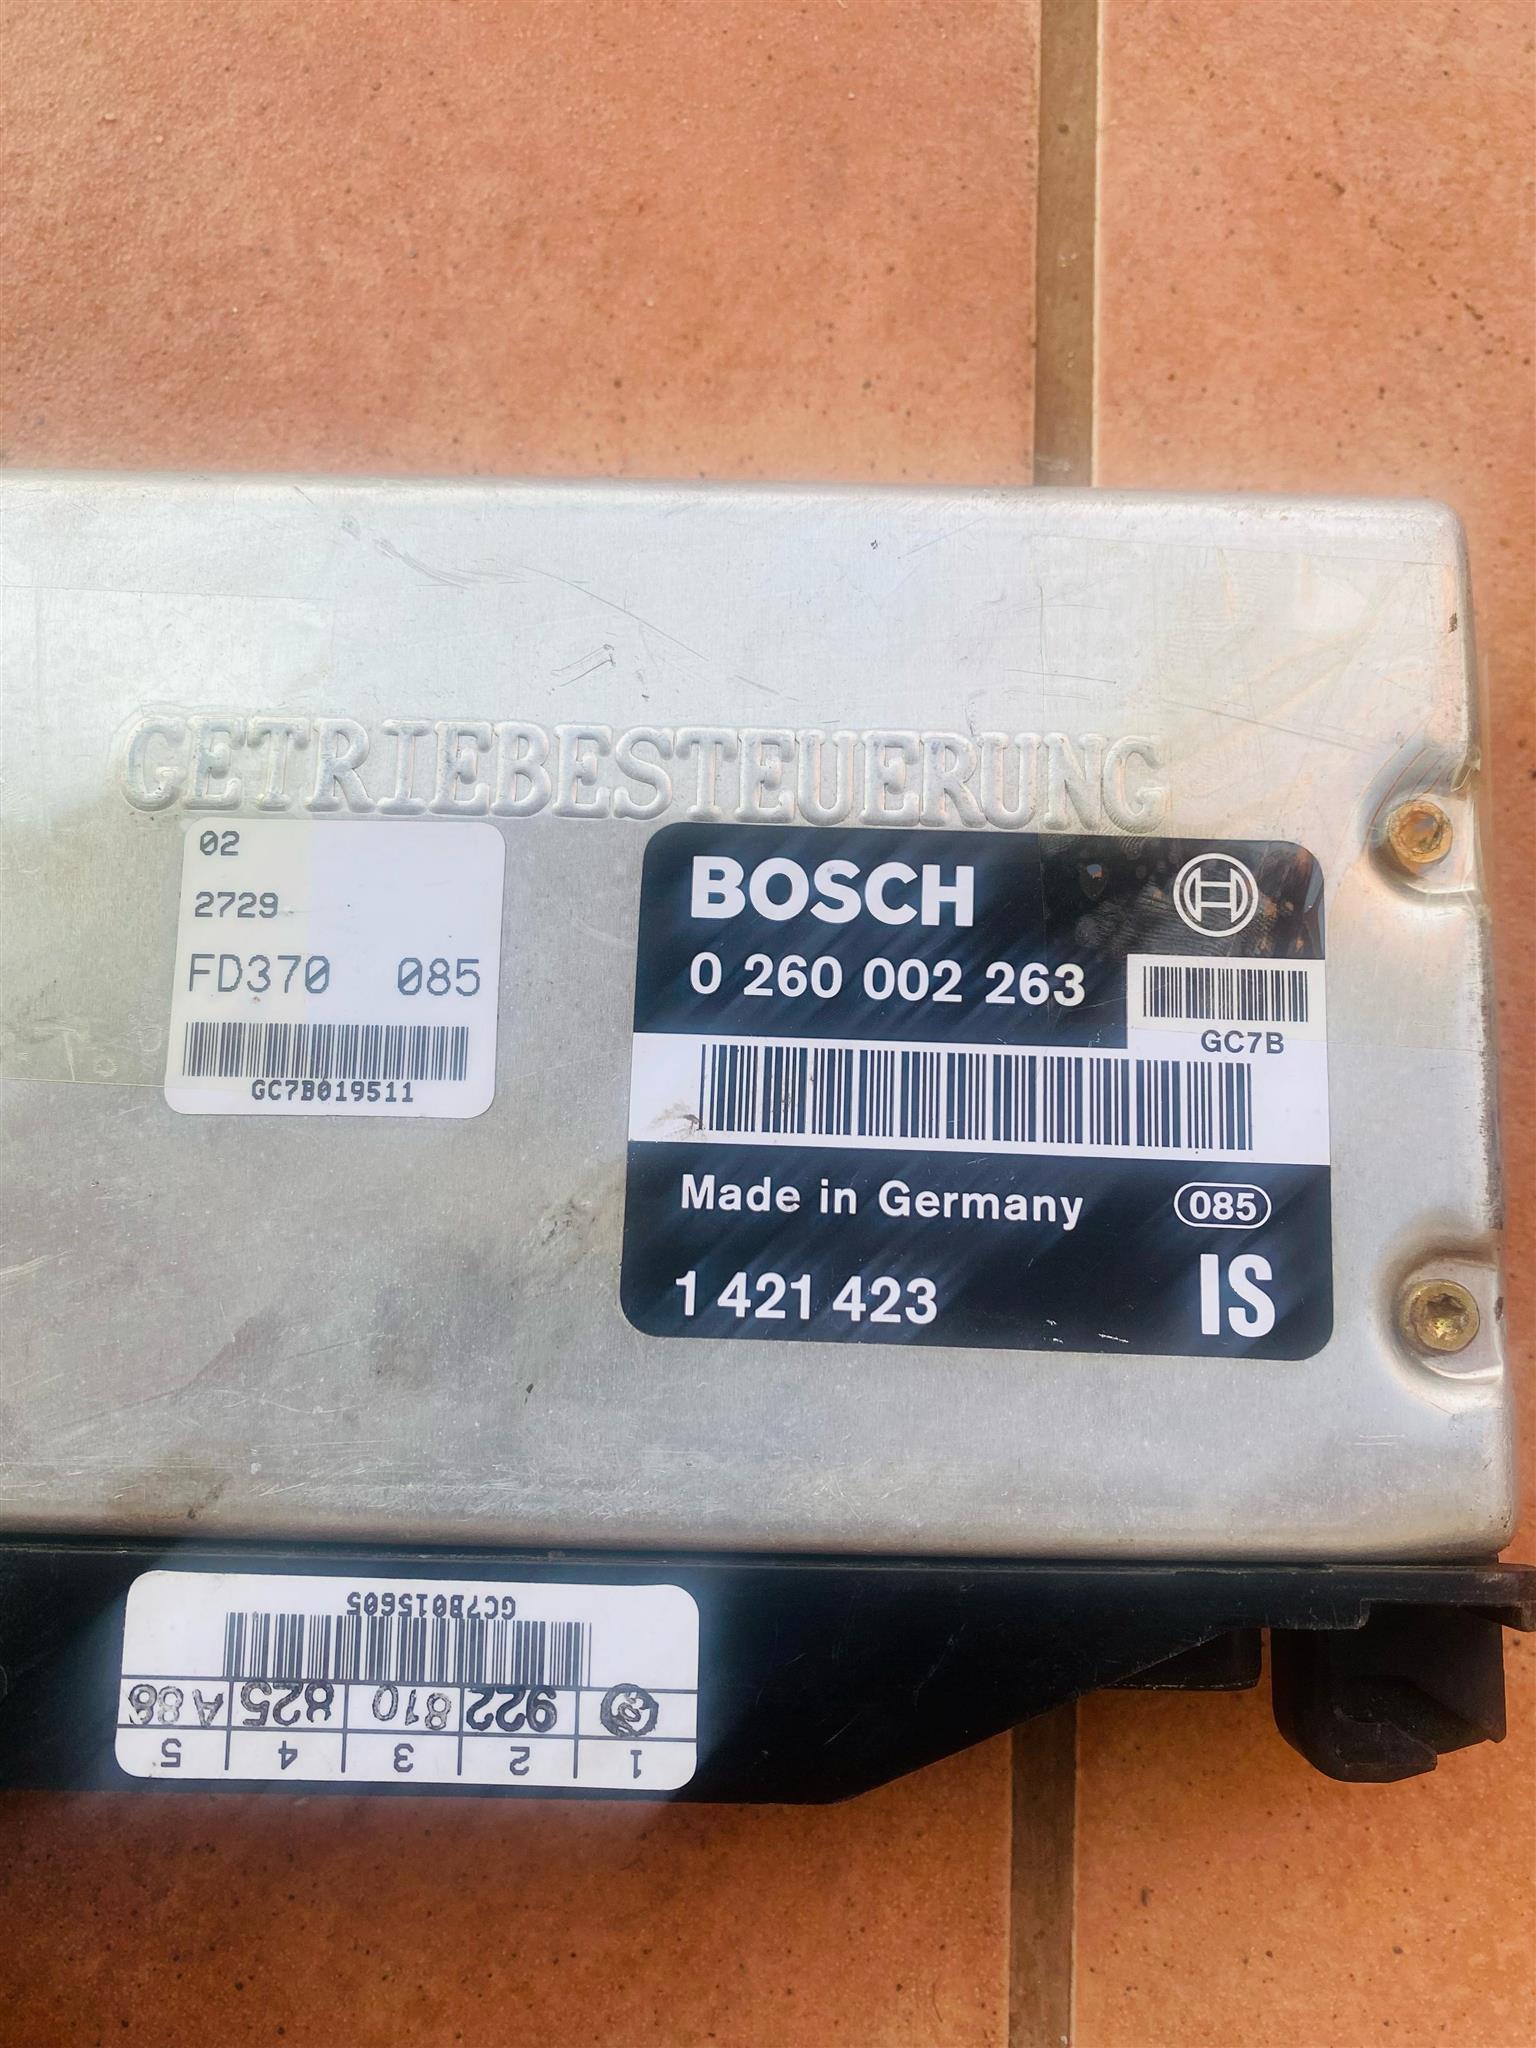 GETRIEBESTEUERUNG
02
2729
FD370 085
GC7B019511
BOSCH
0 260 002 263
GC7B
Made in Germany 085
1 421 423 IS
1 2 3 4 5
922 810 825 A 88
GC7B015605